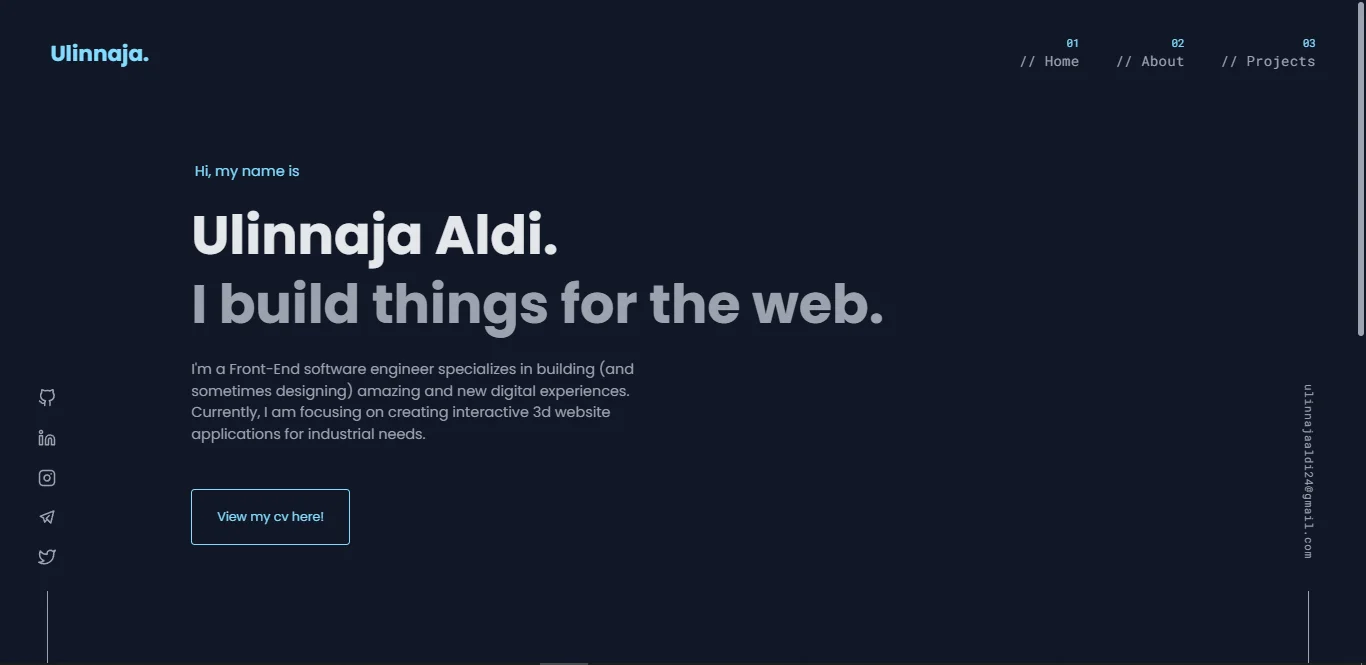 Ulinnaja.
01
// Home
02
// About
03
// Projects
Hi, my name is
Ulinnaja Aldi.
I build things for the web.
I'm a Front-End software engineer specializes in building (and
sometimes designing) amazing and new digital experiences.
Currently, I am focusing on creating interactive 3d website
applications for industrial needs.
View my cv here!
ulinnajaaldi24@gmail.com